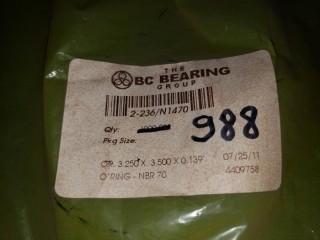 THE
BC BEARING
GROUP
2-236/N1470
Qty:
988
Pkg Size:
3.250 X 3.500 X 0.139 07/25/11
O'RING - NBR 70 4409758